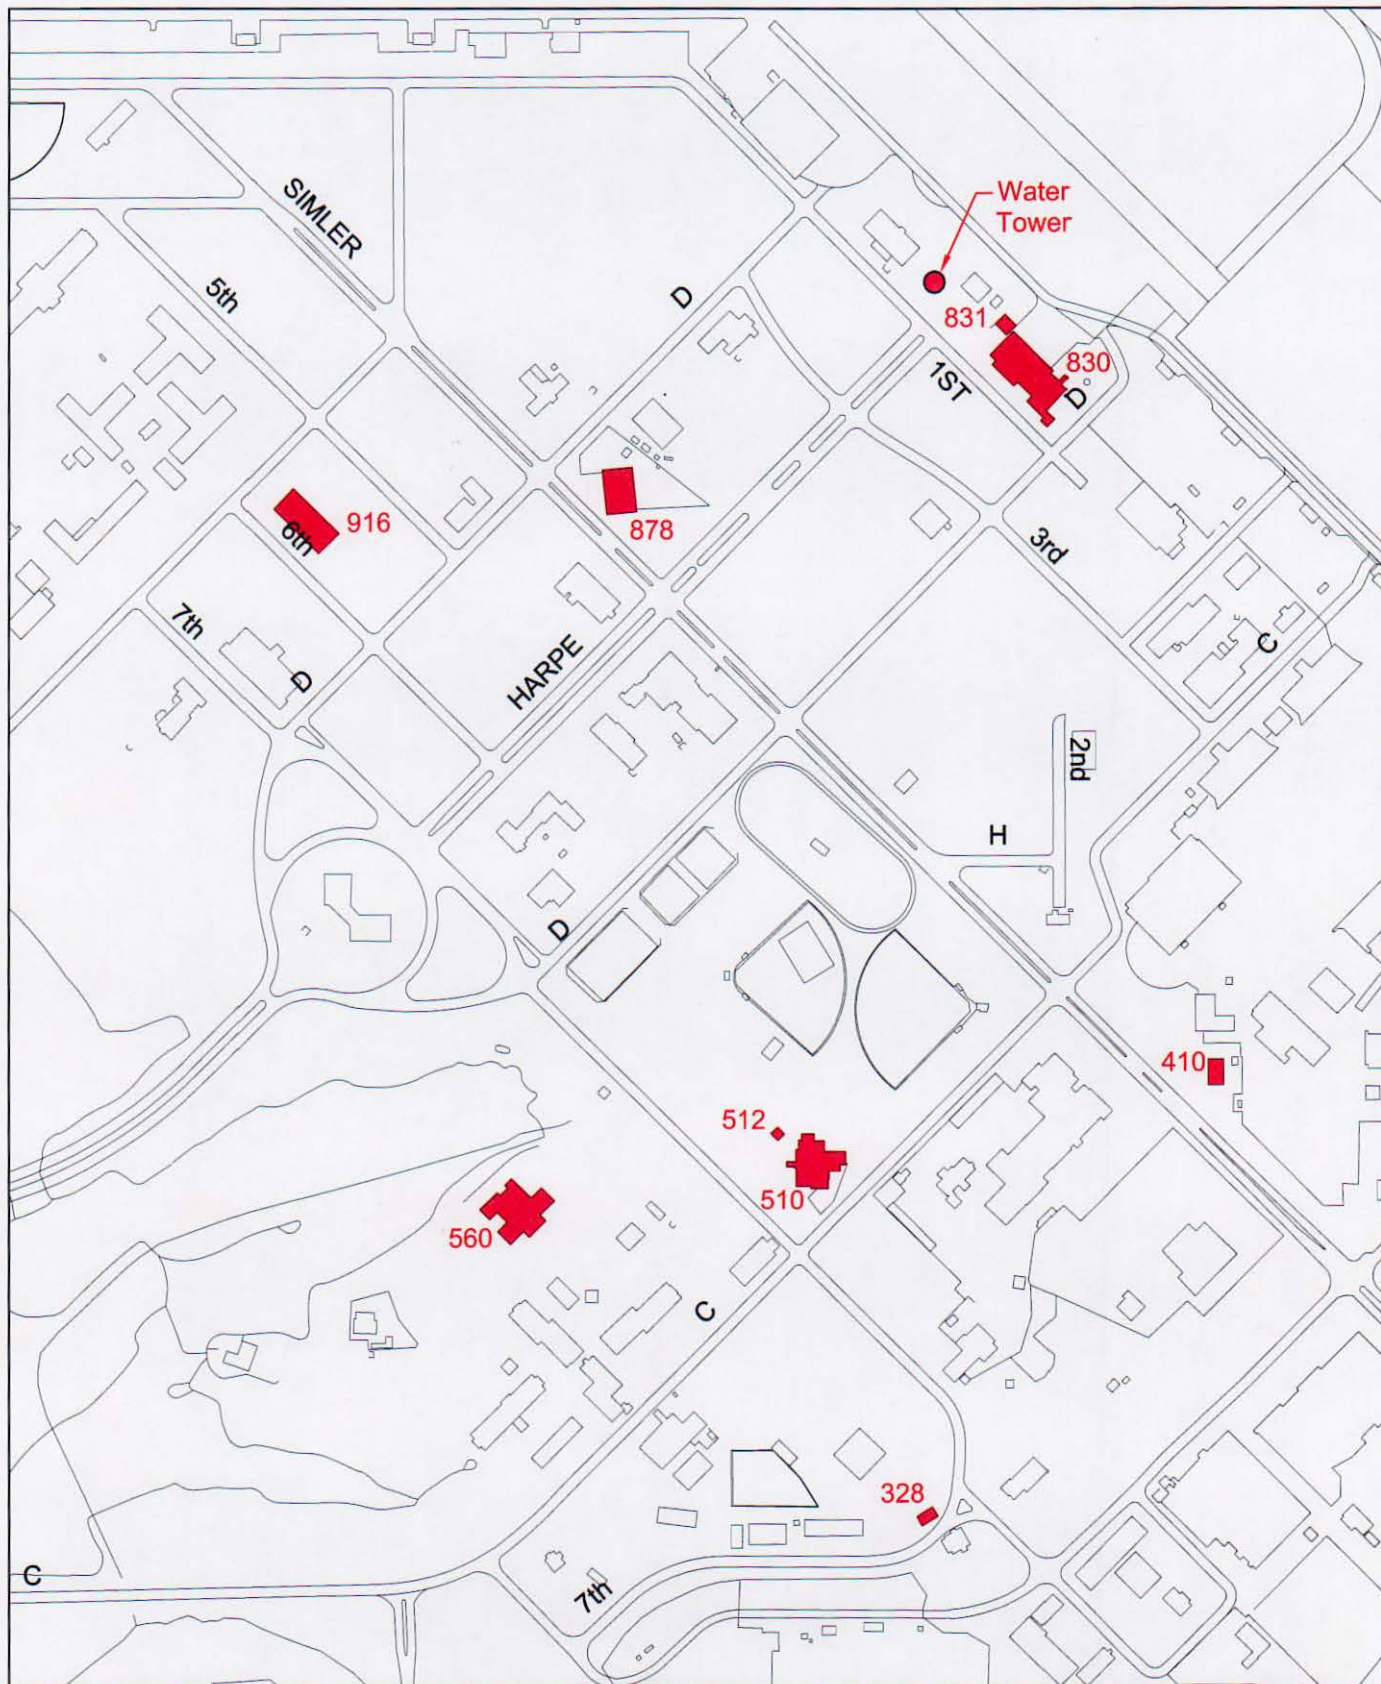 Water
Tower
SIMLER
5th
D
831
830
1ST
D
916
6th
878
3rd
7th
D
HARPE
C
2nd
H
D
410
512
510
560
C
328
C
7th